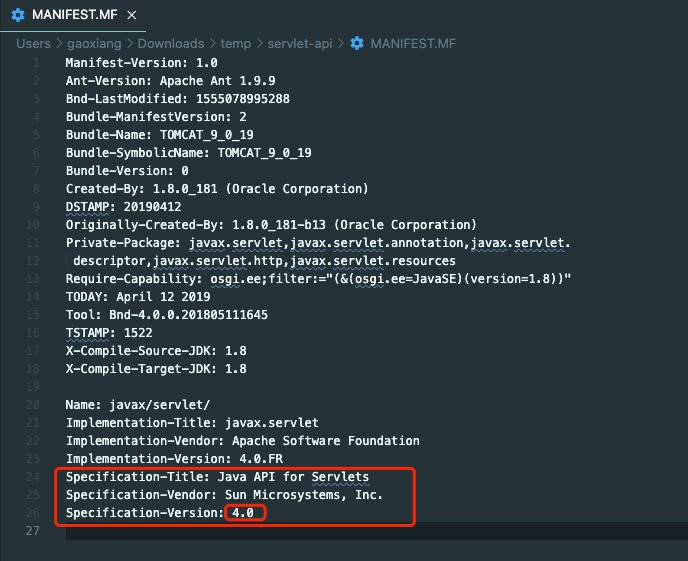 MANIFEST.MF ×
Users > gaoxiang > Downloads > temp > servlet-api > MANIFEST.MF
1 Manifest-Version: 1.0
2 Ant-Version: Apache Ant 1.9.9
3 Bnd-LastModified: 1555078995288
4 Bundle-ManifestVersion: 2
5 Bundle-Name: TOMCAT_9_0_19
6 Bundle-SymbolicName: TOMCAT_9_0_19
7 Bundle-Version: 0
8 Created-By: 1.8.0_181 (Oracle Corporation)
9 DSTAMP: 20190412
10 Originally-Created-By: 1.8.0_181-b13 (Oracle Corporation)
11 Private-Package: javax.servlet,javax.servlet.annotation,javax.servlet.
12  descriptor,javax.servlet.http,javax.servlet.resources
13 Require-Capability: osgi.ee;filter:="(&(osgi.ee=JavaSE)(version=1.8))"
14 TODAY: April 12 2019
15 Tool: Bnd-4.0.0.201805111645
16 TSTAMP: 1522
17 X-Compile-Source-JDK: 1.8
18 X-Compile-Target-JDK: 1.8
19
20 Name: javax/servlet/
21 Implementation-Title: javax.servlet
22 Implementation-Vendor: Apache Software Foundation
23 Implementation-Version: 4.0.FR
24 Specification-Title: Java API for Servlets
25 Specification-Vendor: Sun Microsystems, Inc.
26 Specification-Version: 4.0
27